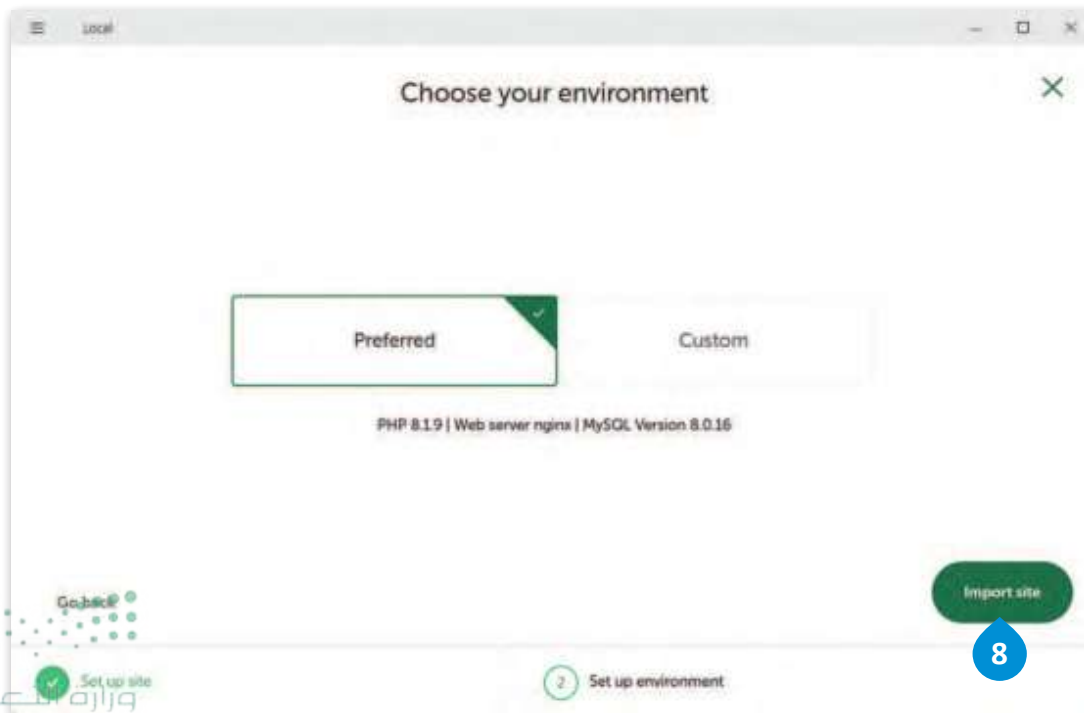 Local
Choose your environment
Preferred
Custom
PHP 8.1.9 | Web server nginx | MySQL Version 8.0.16
Go back
Import site
8
Set up site
2
Set up environment
وزارة